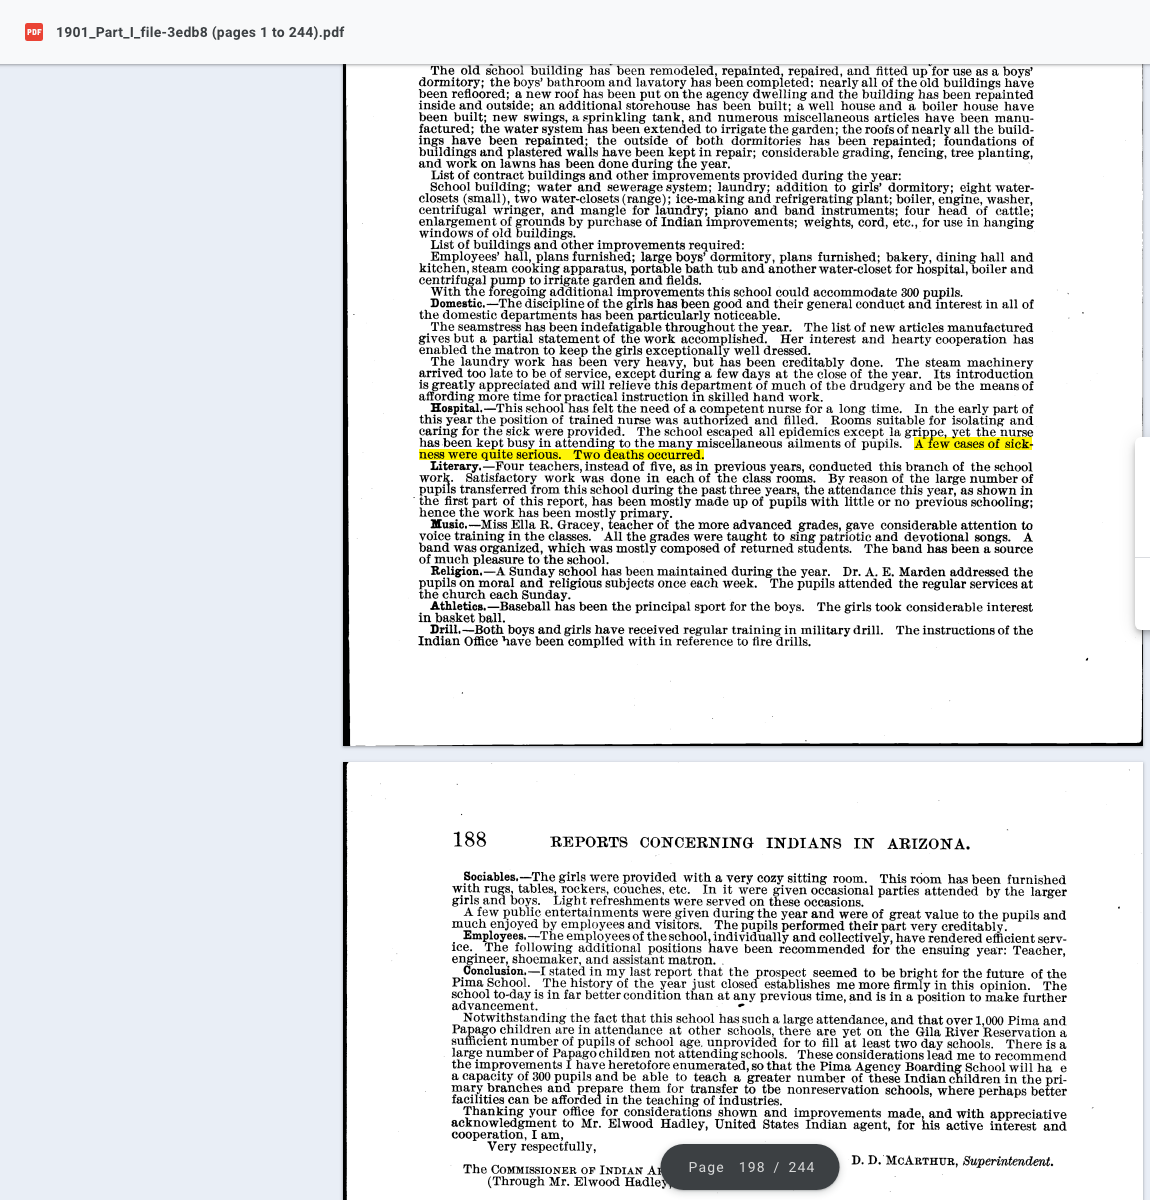 1901_Part_I_file-3edb8 (pages 1 to 244).pdf
The old school building has been remodeled, repainted, repaired, and fitted up for use as a boys'
dormitory; the boys' bathroom and lavatory has been completed; nearly all of the old buildings have
been refloored; a new roof has been put on the agency dwelling and the building has been repainted
inside and outside; an additional storehouse has been built; a well house and a boiler house have
been built; new swings, a sprinkling tank, and numerous miscellaneous articles have been manu-
factured; the water system has been extended to irrigate the garden; the roofs of nearly all the build-
ings have been repainted; the outside of both dormitories has been repainted; foundations of
buildings and plastered walls have been kept in repair; considerable grading, fencing, tree planting,
and work on lawns has been done during the year.
List of contract buildings and other improvements provided during the year:
School building; water and sewerage system; laundry; addition to girls' dormitory; eight water-
closets (small), two water-closets (range); ice-making and refrigerating plant; boiler, engine, washer,
centrifugal wringer, and mangle for laundry; piano and band instruments; four head of cattle;
enlargement of grounds by purchase of Indian improvements; weights, cord, etc., for use in hanging
windows of old buildings.
List of buildings and other improvements required:
Employees' hall, plans furnished; large boys' dormitory, plans furnished; bakery, dining hall and
kitchen, steam cooking apparatus, portable bath tub and another water-closet for hospital, boiler and
centrifugal pump to irrigate garden and fields.
With the foregoing additional improvements this school could accommodate 300 pupils.
Domestic.—The discipline of the girls has been good and their general conduct and interest in all of
the domestic departments has been particularly noticeable.
The seamstress has been indefatigable throughout the year. The list of new articles manufactured
gives but a partial statement of the work accomplished. Her interest and hearty cooperation has
enabled the matron to keep the girls exceptionally well dressed.
The laundry work has been very heavy, but has been creditably done. The steam machinery
arrived too late to be of service, except during a few days at the close of the year. Its introduction
is greatly appreciated and will relieve this department of much of the drudgery and be the means of
affording more time for practical instruction in skilled hand work.
Hospital.—This school has felt the need of a competent nurse for a long time. In the early part of
this year the position of trained nurse was authorized and filled. Rooms suitable for isolating and
caring for the sick were provided. The school escaped all epidemics except la grippe, yet the nurse
has been kept busy in attending to the many miscellaneous ailments of pupils. A few cases of sick-
ness were quite serious. Two deaths occurred.
Literary.—Four teachers, instead of five, as in previous years, conducted this branch of the school
work. Satisfactory work was done in each of the class rooms. By reason of the large number of
pupils transferred from this school during the past three years, the attendance this year, as shown in
the first part of this report, has been mostly made up of pupils with little or no previous schooling;
hence the work has been mostly primary.
Music.—Miss Ella R. Gracey, teacher of the more advanced grades, gave considerable attention to
voice training in the classes. All the grades were taught to sing patriotic and devotional songs. A
band was organized, which was mostly composed of returned students. The band has been a source
of much pleasure to the school.
Religion.—A Sunday school has been maintained during the year. Dr. A. E. Marden addressed the
pupils on moral and religious subjects once each week. The pupils attended the regular services at
the church each Sunday.
Athletics.—Baseball has been the principal sport for the boys. The girls took considerable interest
in basket ball.
Drill.—Both boys and girls have received regular training in military drill. The instructions of the
Indian Office have been complied with in reference to fire drills.
188 REPORTS CONCERNING INDIANS IN ARIZONA.
Sociables.—The girls were provided with a very cozy sitting room. This room has been furnished
with rugs, tables, rockers, couches, etc. In it were given occasional parties attended by the larger
girls and boys. Light refreshments were served on these occasions.
A few public entertainments were given during the year and were of great value to the pupils and
much enjoyed by employees and visitors. The pupils performed their part very creditably.
Employees.—The employees of the school, individually and collectively, have rendered efficient serv-
ice. The following additional positions have been recommended for the ensuing year: Teacher,
engineer, shoemaker, and assistant matron.
Conclusion.—I stated in my last report that the prospect seemed to be bright for the future of the
Pima School. The history of the year just closed establishes me more firmly in this opinion. The
school to-day is in far better condition than at any previous time, and is in a position to make further
advancement.
Notwithstanding the fact that this school has such a large attendance, and that over 1,000 Pima and
Papago children are in attendance at other schools, there are yet on the Gila River Reservation a
sufficient number of pupils of school age unprovided for to fill at least two day schools. There is a
large number of Papago children not attending schools. These considerations lead me to recommend
the improvements I have heretofore enumerated, so that the Pima Agency Boarding School will ha e
a capacity of 300 pupils and be able to teach a greater number of these Indian children in the pri-
mary branches and prepare them for transfer to the nonreservation schools, where perhaps better
facilities can be afforded in the teaching of industries.
Thanking your office for considerations shown and improvements made, and with appreciative
acknowledgment to Mr. Elwood Hadley, United States Indian agent, for his active interest and
cooperation, I am,
Very respectfully,
D. D. MCARTHUR, Superintendent.
The COMMISSIONER OF INDIAN
(Through Mr. Elwood Hadley
Page 198 / 244